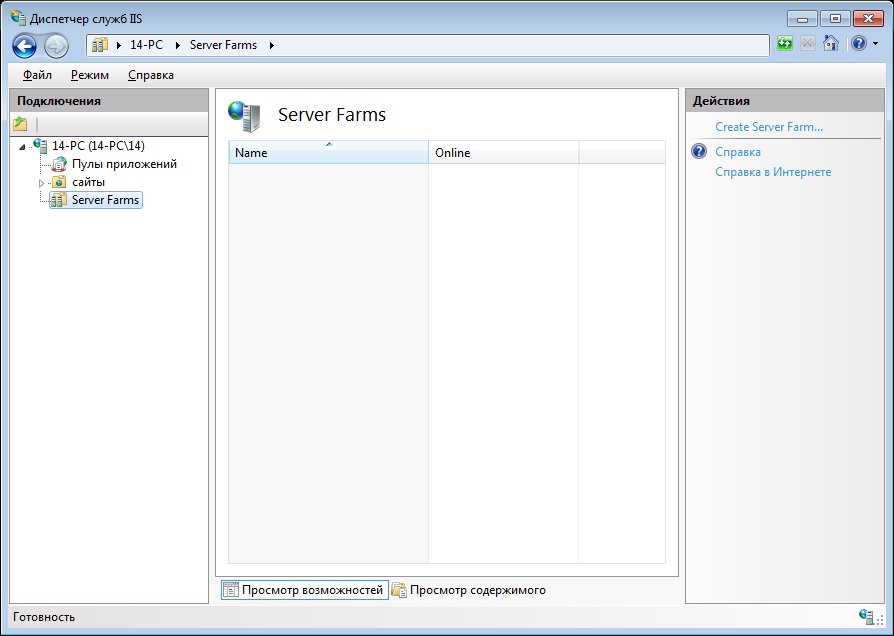 Диспетчер служб IIS
14-PC Server Farms
Файл Режим Справка
Подключения
14-PC (14-PC\14)
Пулы приложений
сайты
Server Farms
Server Farms
Name Online
Просмотр возможностей Просмотр содержимого
Действия
Create Server Farm...
Справка
Справка в Интернете
Готовность